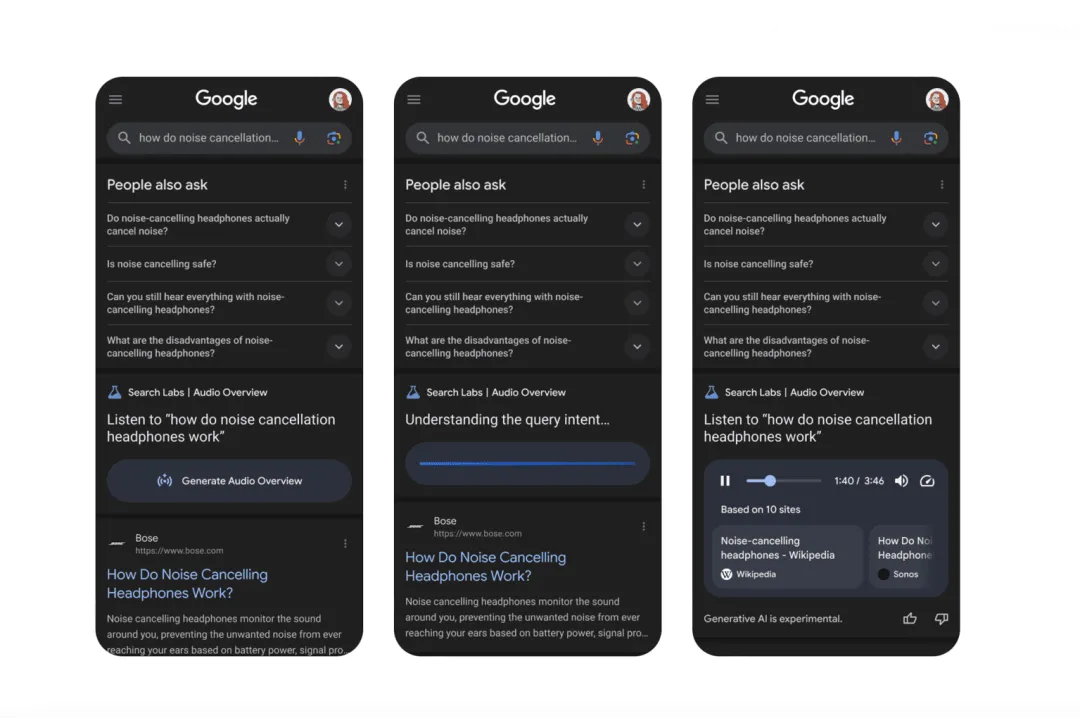 Google
how do noise cancellation...
People also ask
Do noise-cancelling headphones actually
cancel noise?
Is noise cancelling safe?
Can you still hear everything with noise-
cancelling headphones?
What are the disadvantages of noise-
cancelling headphones?
Search Labs | Audio Overview
Listen to “how do noise cancellation
headphones work”
Generate Audio Overview
Bose
https://www.bose.com
How Do Noise Cancelling
Headphones Work?
Noise cancelling headphones monitor the sound
around you, preventing the unwanted noise from ever
reaching your ears based on battery power, signal pro...
Google
how do noise cancellation...
People also ask
Do noise-cancelling headphones actually
cancel noise?
Is noise cancelling safe?
Can you still hear everything with noise-
cancelling headphones?
What are the disadvantages of noise-
cancelling headphones?
Search Labs | Audio Overview
Understanding the query intent...
Bose
https://www.bose.com
How Do Noise Cancelling
Headphones Work?
Noise cancelling headphones monitor the sound
around you, preventing the unwanted noise from ever
reaching your ears based on battery power, signal pro...
Google
how do noise cancellation...
People also ask
Do noise-cancelling headphones actually
cancel noise?
Is noise cancelling safe?
Can you still hear everything with noise-
cancelling headphones?
What are the disadvantages of noise-
cancelling headphones?
Search Labs | Audio Overview
Listen to “how do noise cancellation
headphones work”
1:40 / 3:46
Based on 10 sites
Noise-cancelling
headphones - Wikipedia
W Wikipedia
How Do Noi
Headphone
Sonos
Generative AI is experimental.